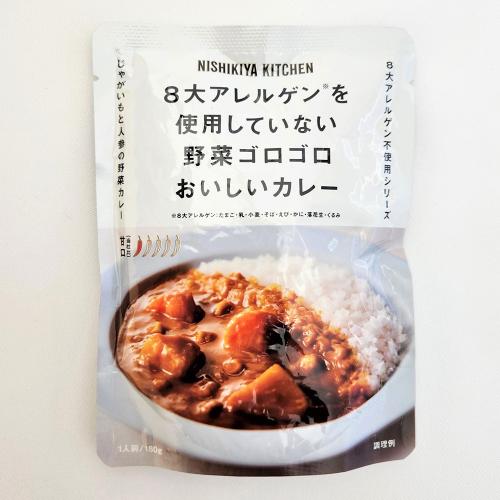 NISHIKIYA KITCHEN
8大アレルゲン※を
使用していない
野菜ゴロゴロ
おいしいカレー
※8大アレルゲン:たまご・乳・小麦・そば・えび・かに・落花生・くるみ
8大アレルゲン不使用シリーズ
じゃがいもと人参の野菜カレー
甘口
1人前/180g
調理例